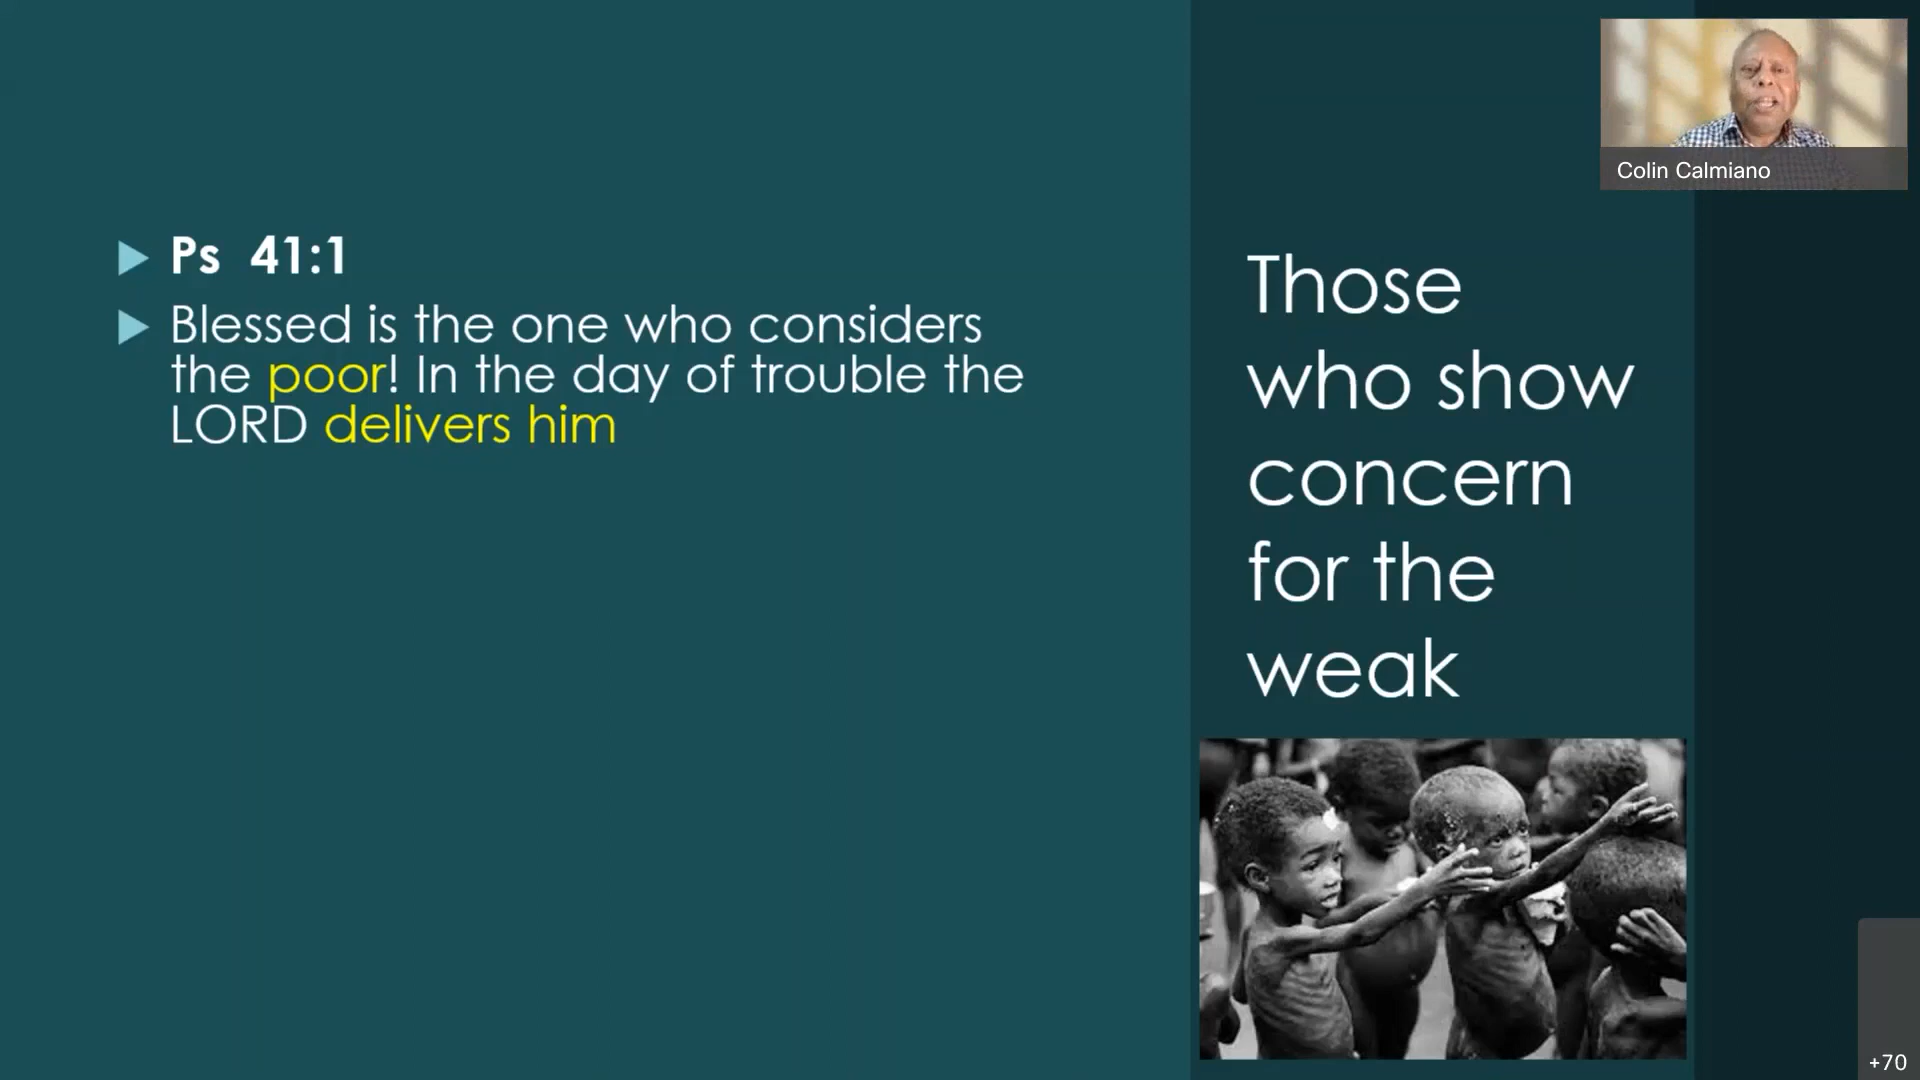 Ps 41:1
Blessed is the one who considers
the poor! In the day of trouble the
LORD delivers him
Those
who show
concern
for the
weak
Colin Calmiano
+70